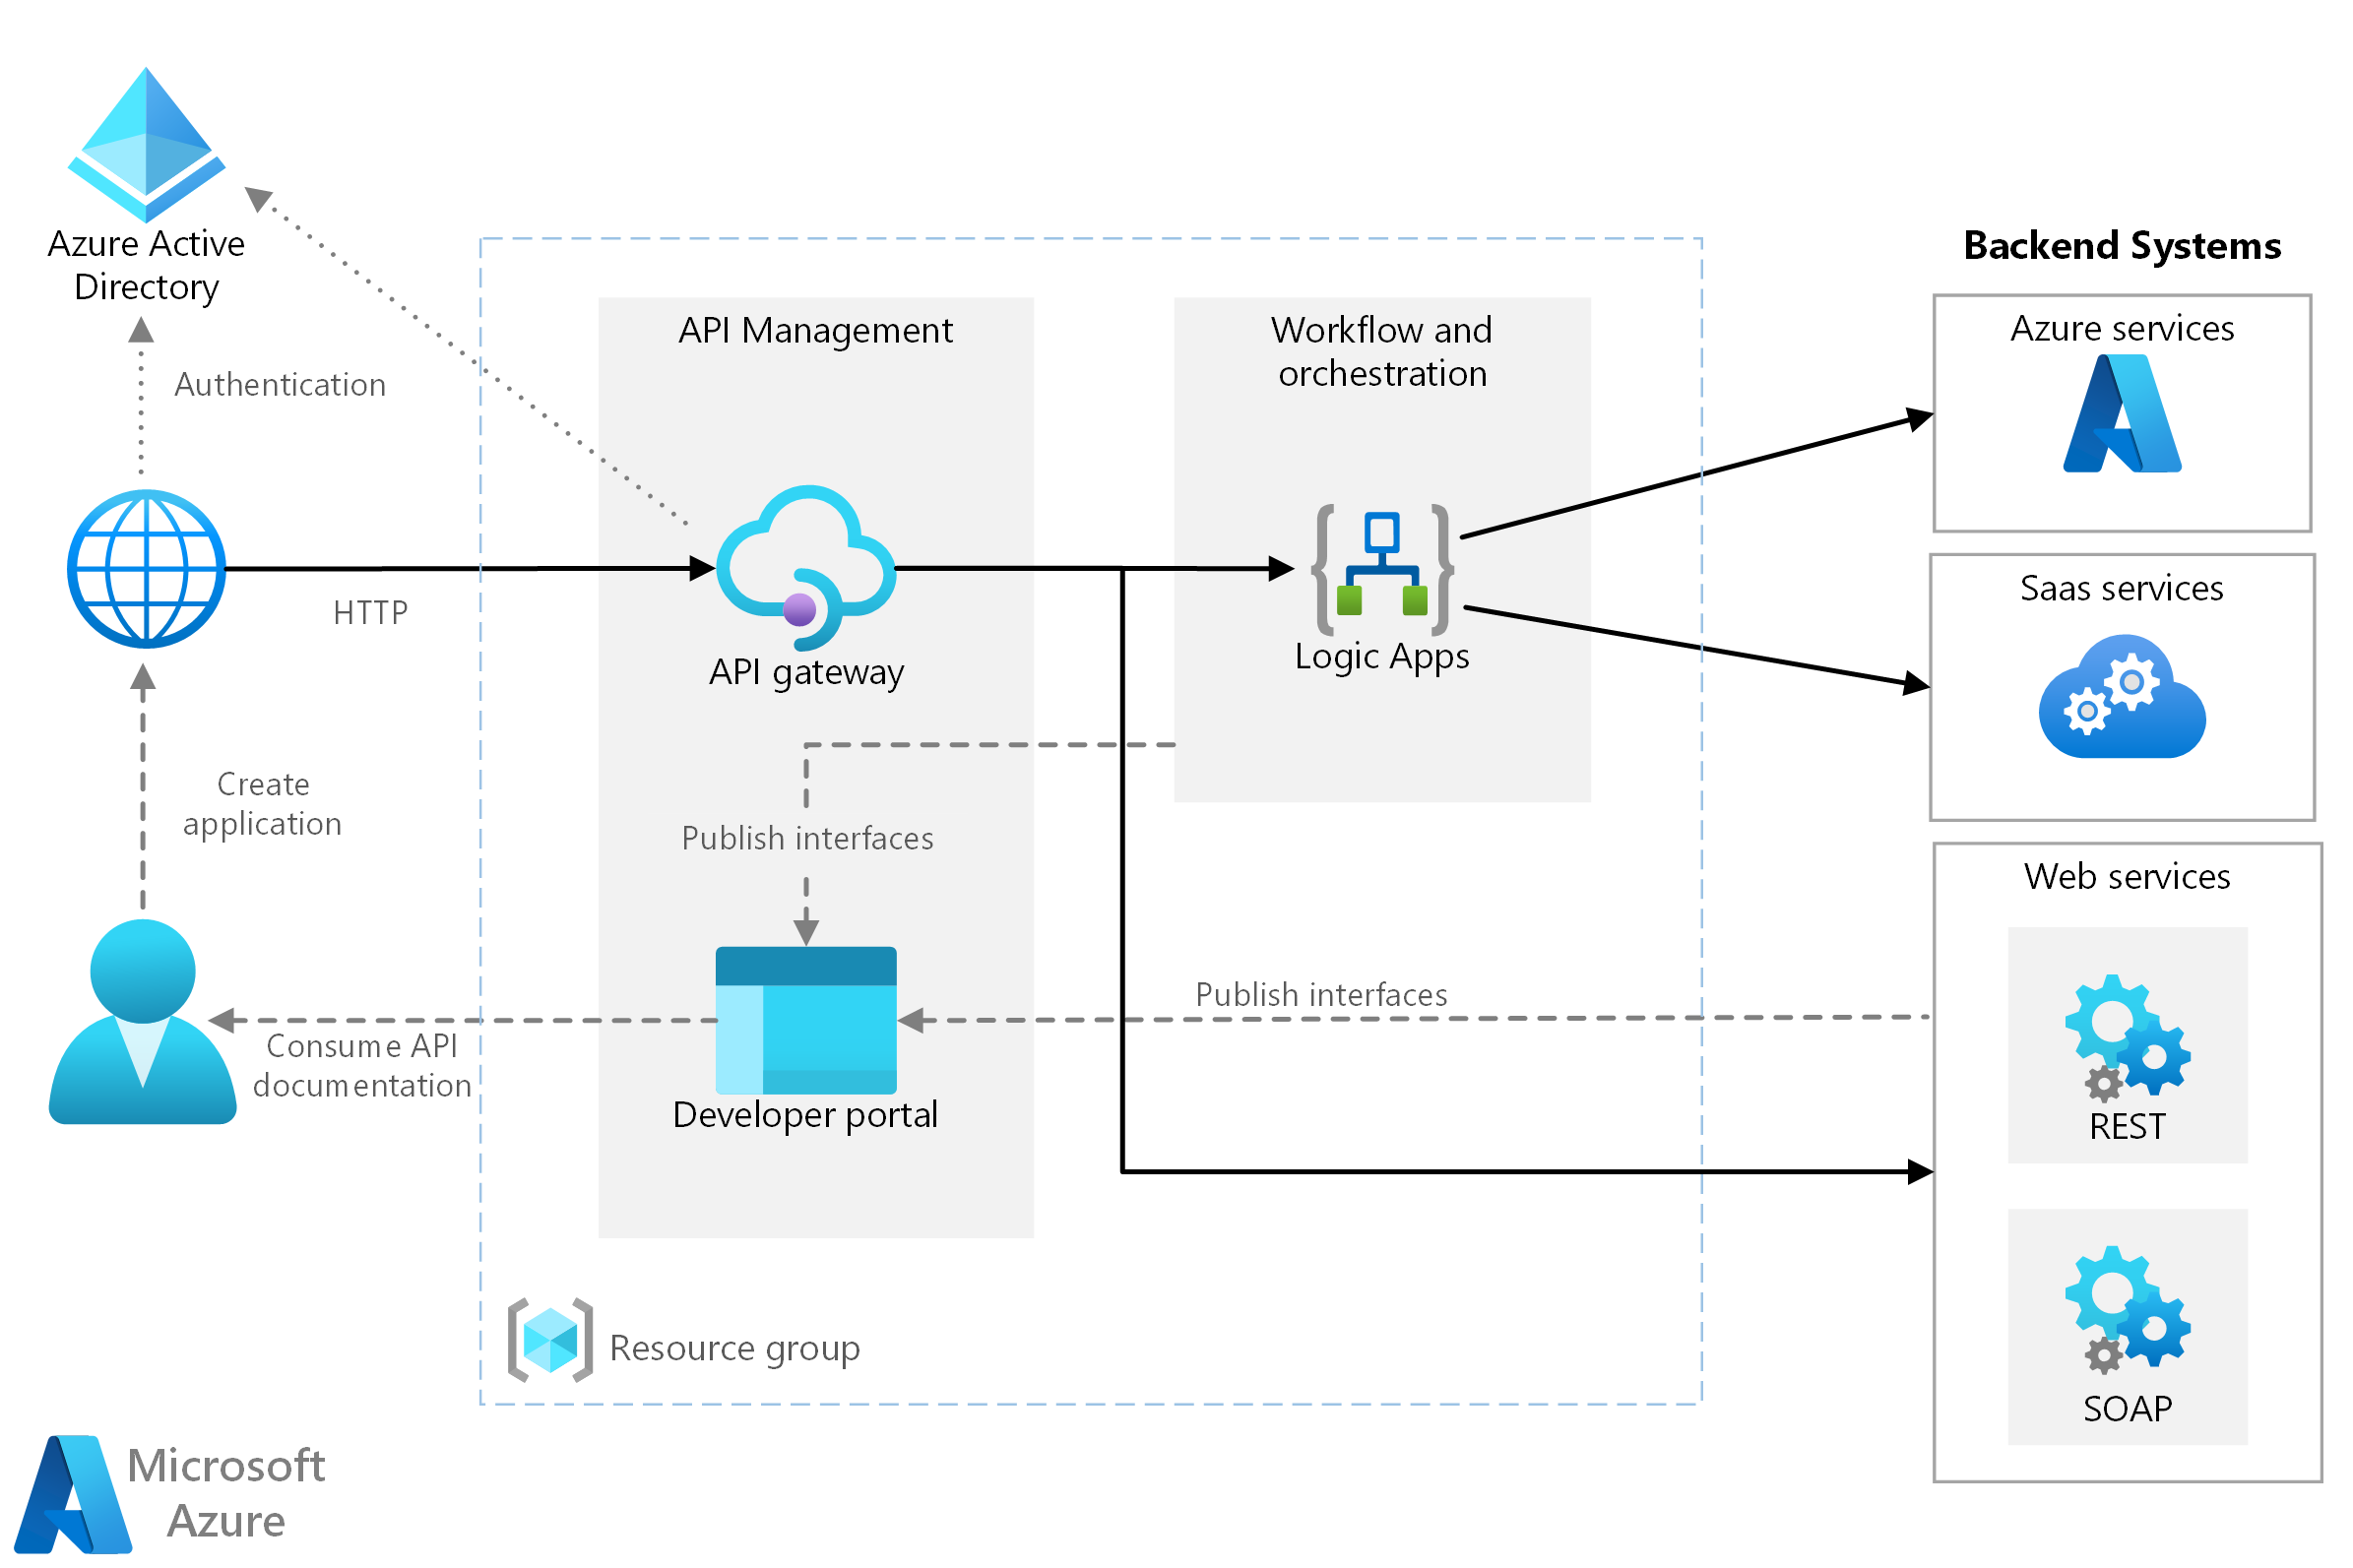 Azure Active
Directory
Backend Systems
API Management
Workflow and
orchestration
Azure services
Authentication
Saas services
HTTP
API gateway
Logic Apps
Create
application
Publish interfaces
Web services
Publish interfaces
Consume API
documentation
Developer portal
REST
Resource group
SOAP
Microsoft
Azure